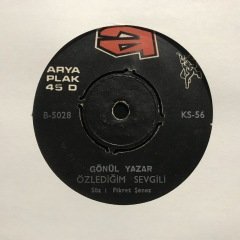 ARYA
PLAK
45 D
B-5028
KS-56
GÖNÜL YAZAR
ÖZLEDİĞİM SEVGİLİ
Söz : Fikret Şeneş